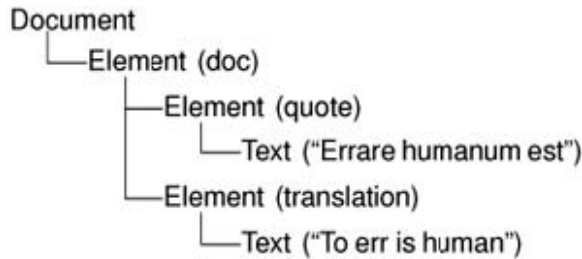 Document
Element (doc)
Element (quote)
Text (“Errare humanum est”)
Element (translation)
Text (“To err is human”)